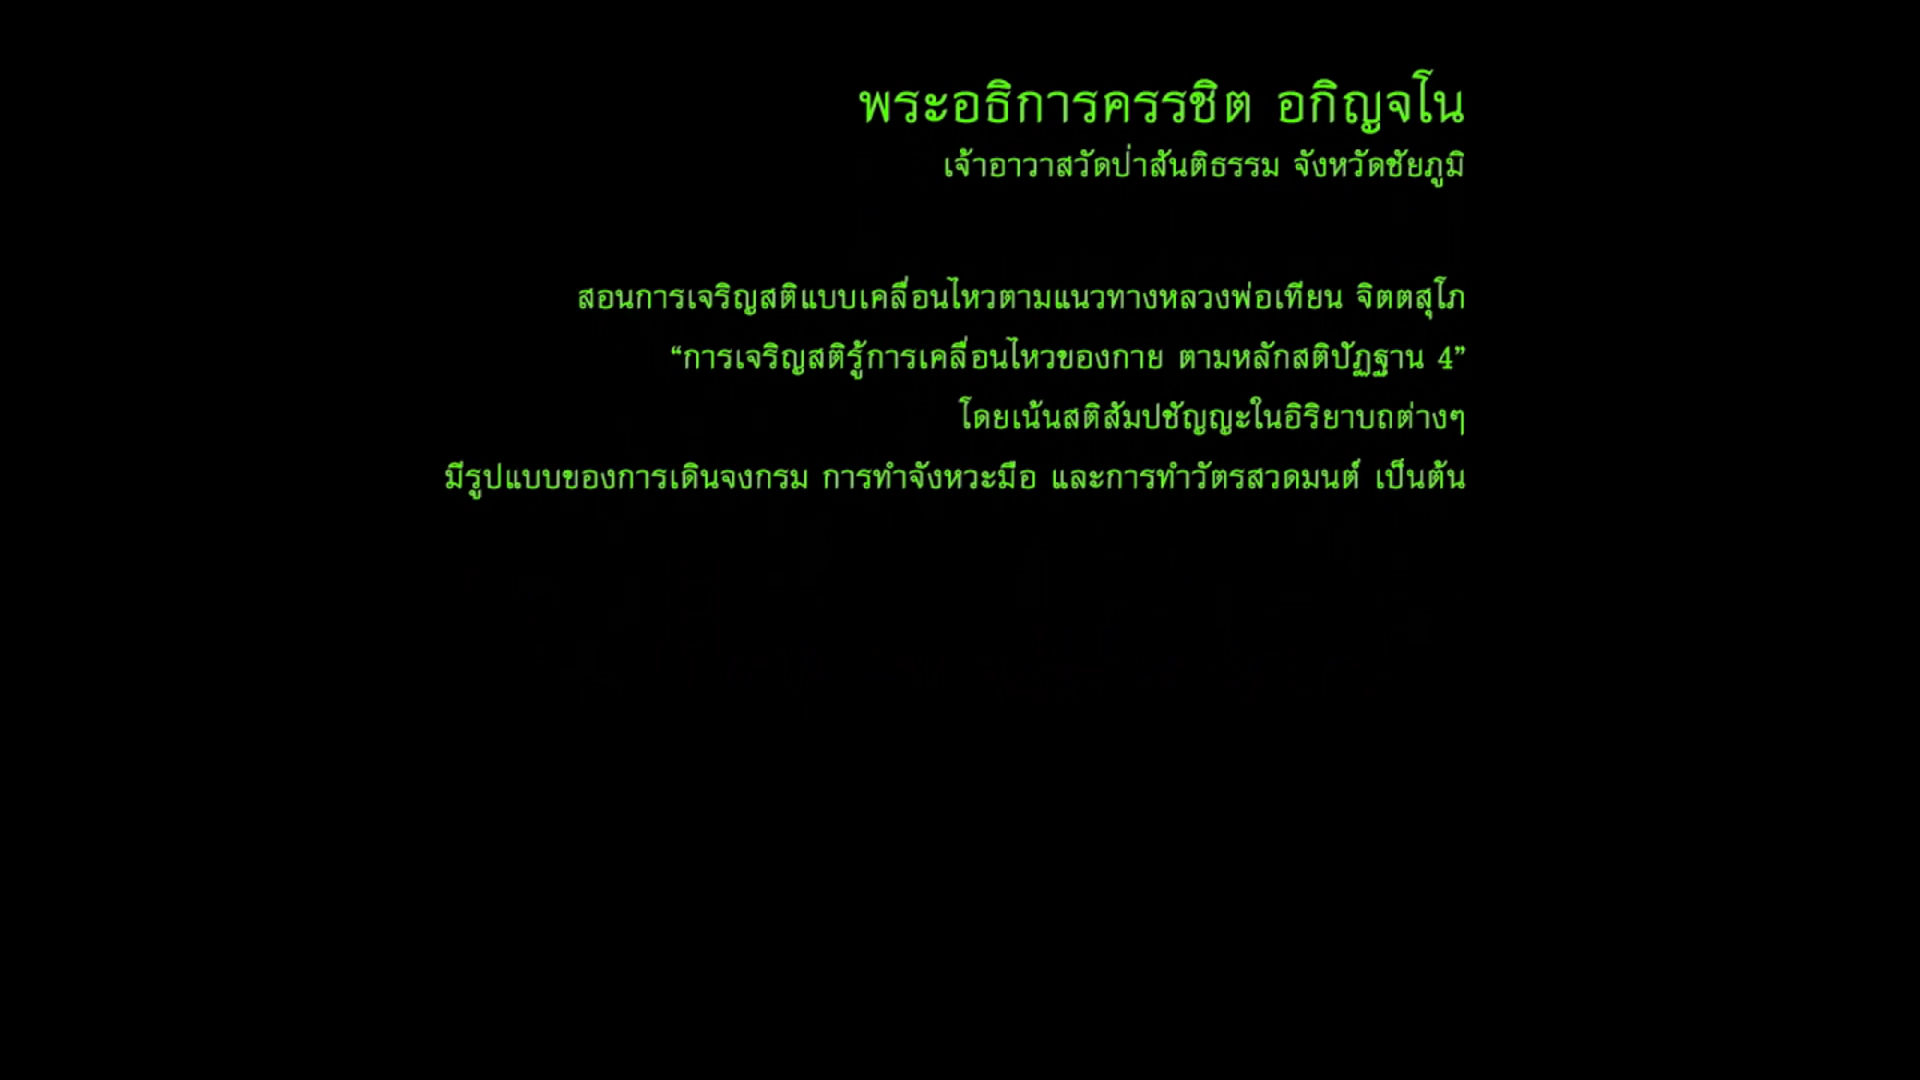 พระอธิการครรชิต อกิญจโน
เจ้าอาวาสวัดป่าสันติธรรม จังหวัดชัยภูมิ
สอนการเจริญสติแบบเคลื่อนไหวตามแนวทางหลวงพ่อเทียน จิตตสุโภ
“การเจริญสติรู้การเคลื่อนไหวของกาย ตามหลักสติปัฏฐาน 4”
โดยเน้นสติสัมปชัญญะในอิริยาบถต่างๆ
มีรูปแบบของการเดินจงกรม การทำจังหวะมือ และการทำวัตรสวดมนต์ เป็นต้น